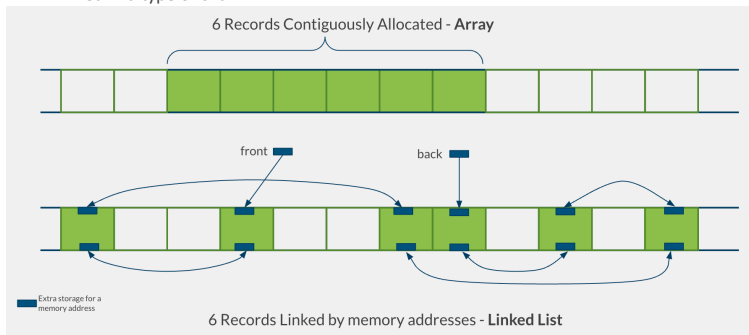 6 Records Contiguously Allocated - Array
front
back
Extra storage for a
memory address
6 Records Linked by memory addresses - Linked List